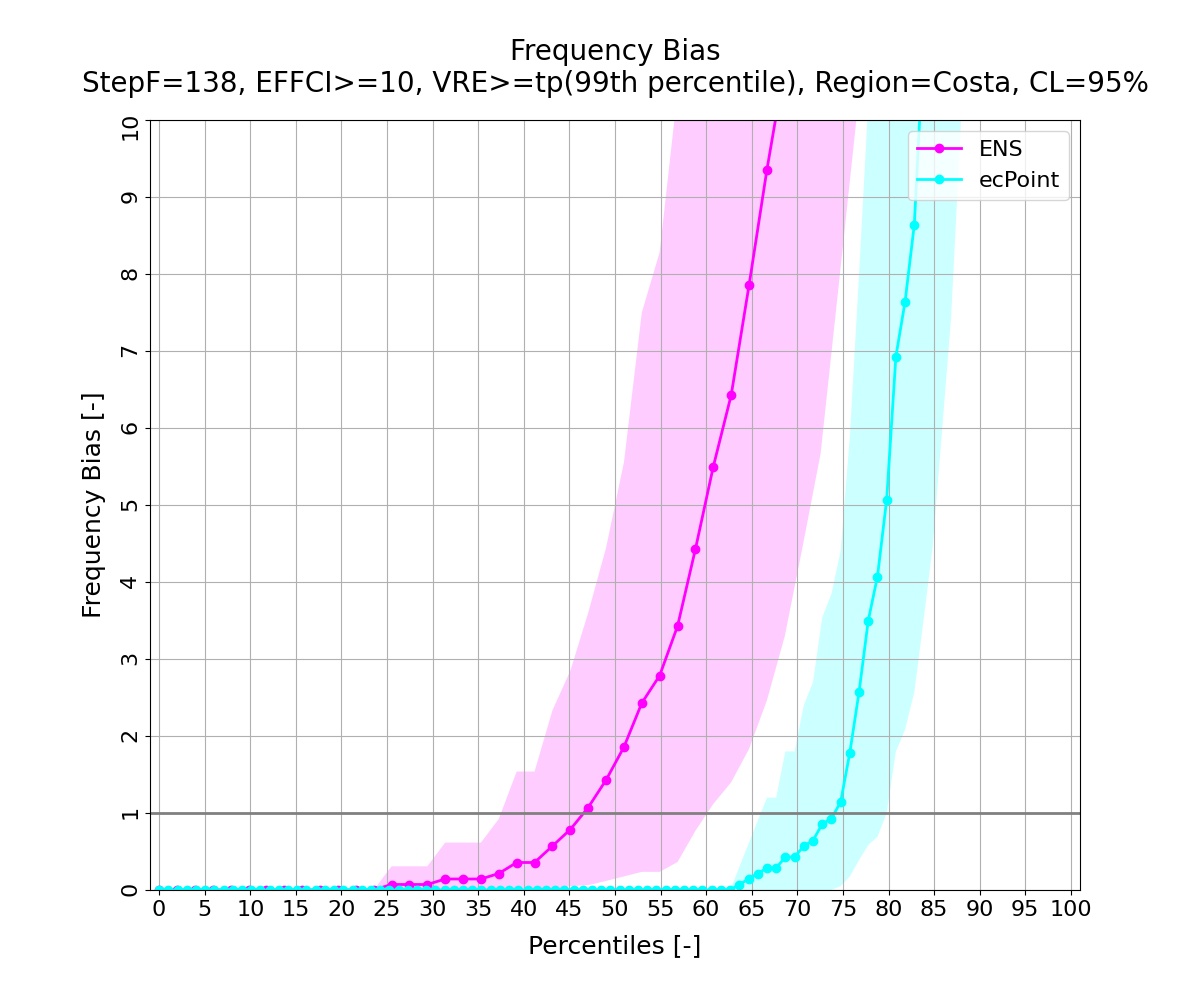 Frequency Bias
StepF=138, EFFCI>=10, VRE>=tp(99th percentile), Region=Costa, CL=95%
10
9
8
7
6
5
4
3
2
1
0
Frequency Bias [-]
ENS
ecPoint
0 5 10 15 20 25 30 35 40 45 50 55 60 65 70 75 80 85 90 95 100
Percentiles [-]